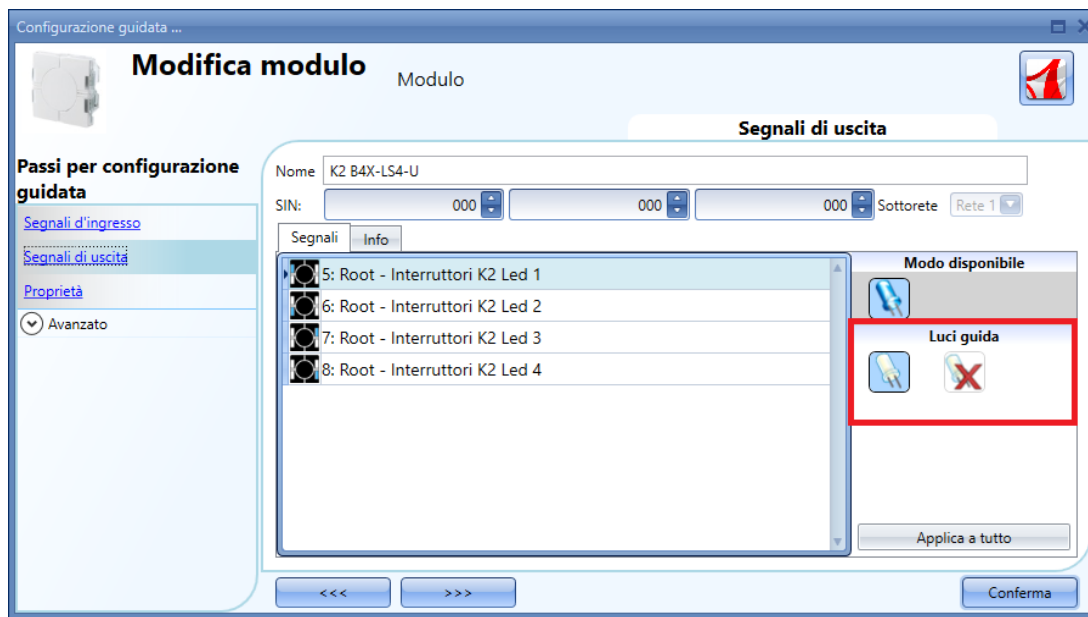 Configurazione guidata ...
Modifica modulo
Modulo
Segnali di uscita
Passi per configurazione
guidata
Segnali d'ingresso
Segnali di uscita
Proprietà
Avanzato
Nome K2 B4X-LS4-U
SIN: 000 000 000 Sottorete Rete 1
Segnali Info
5: Root - Interruttori K2 Led 1
6: Root - Interruttori K2 Led 2
7: Root - Interruttori K2 Led 3
8: Root - Interruttori K2 Led 4
Modo disponibile
Luci guida
Applica a tutto
<<< >>> Conferma